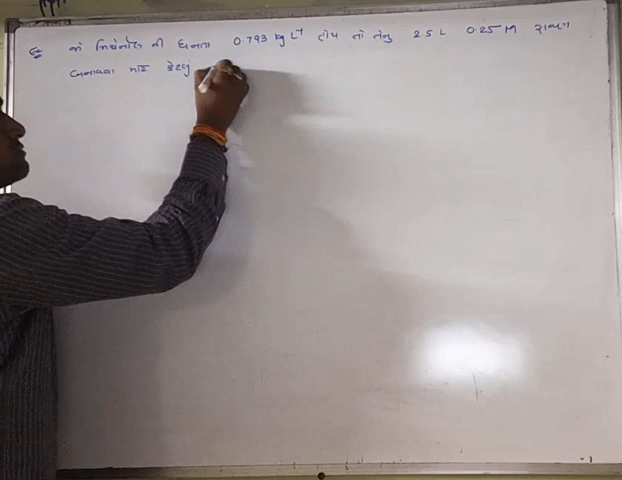 જો મિથેનોલ ની ઘનતા 0.793 kg L⁻¹ હોય તો તેનુ 2.5 L 0.25 M દ્રાવણ
બનાવવા માટે કેટલું